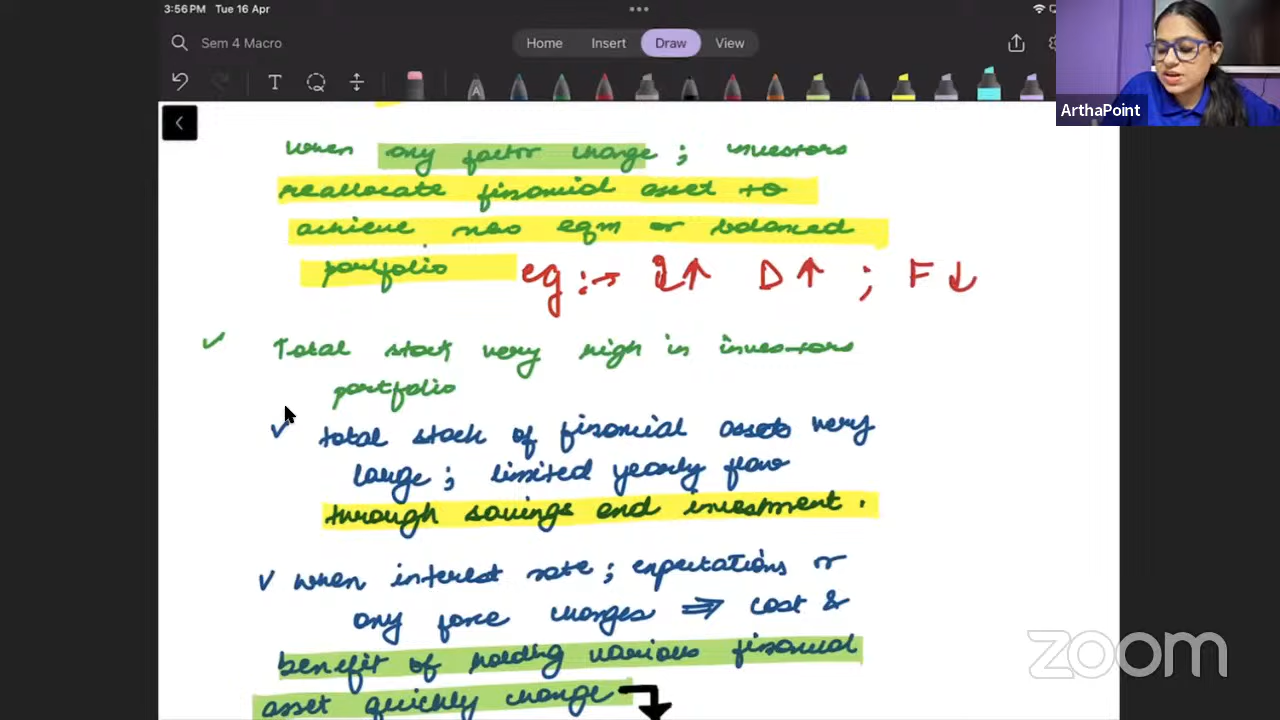 3:56 PM Tue 16 Apr
Sem 4 Macro
Home Insert Draw View
ArthaPoint
when any factor change ; investors
reallocate financial asset to
achieve new eqm or balanced
portfolio eg :→ i↑ D↑ ; F↓
Total stock very high in investors
portfolio
total stock of financial assets very
large ; limited yearly flow
through savings and investment .
when interest rate ; expectations or
any force changes ⇒ cost &
benefit of holding various financial
asset quickly change
zoom